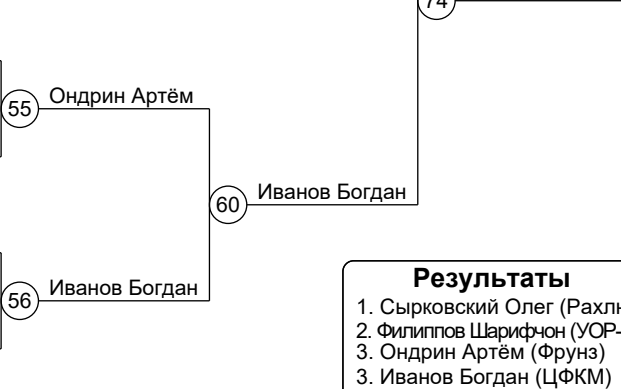 74
Ондрин Артём
55
Иванов Богдан
60
Иванов Богдан
56
Результаты
1. Сырковский Олег
2. Филиппов Шарифчон (УОР-
3. Ондрин Артём (Фрунз)
3. Иванов Богдан (ЦФКМ)